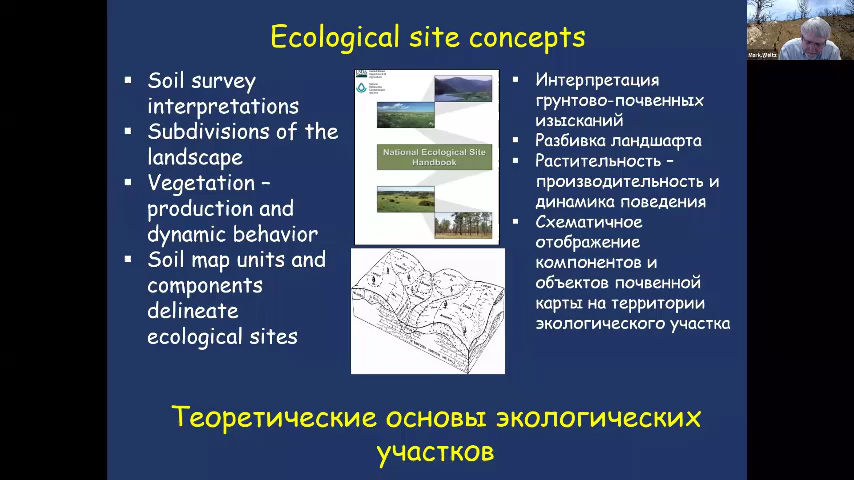 Ecological site concepts
▪ Soil survey
interpretations
▪ Subdivisions of the
landscape
▪ Vegetation –
production and
dynamic behavior
▪ Soil map units and
components
delineate
ecological sites
National Ecological Site
Handbook
▪ Интерпретация
грунтово-почвенных
изысканий
▪ Разбивка ландшафта
▪ Растительность –
производительность и
динамика поведения
▪ Схематичное
отображение
компонентов и
объектов почвенной
карты на территории
экологического участка
Теоретические основы экологических
участков
Mark.Weltz